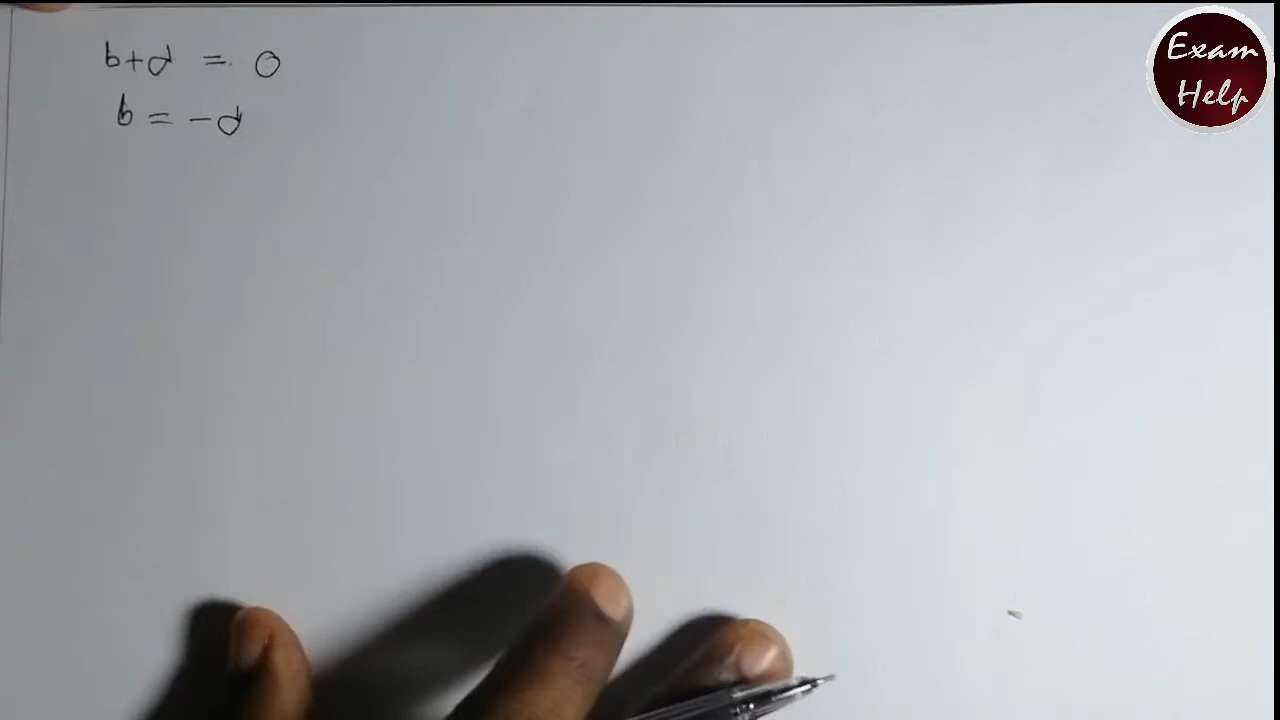 b+d = 0
b = -d
Exam
Help